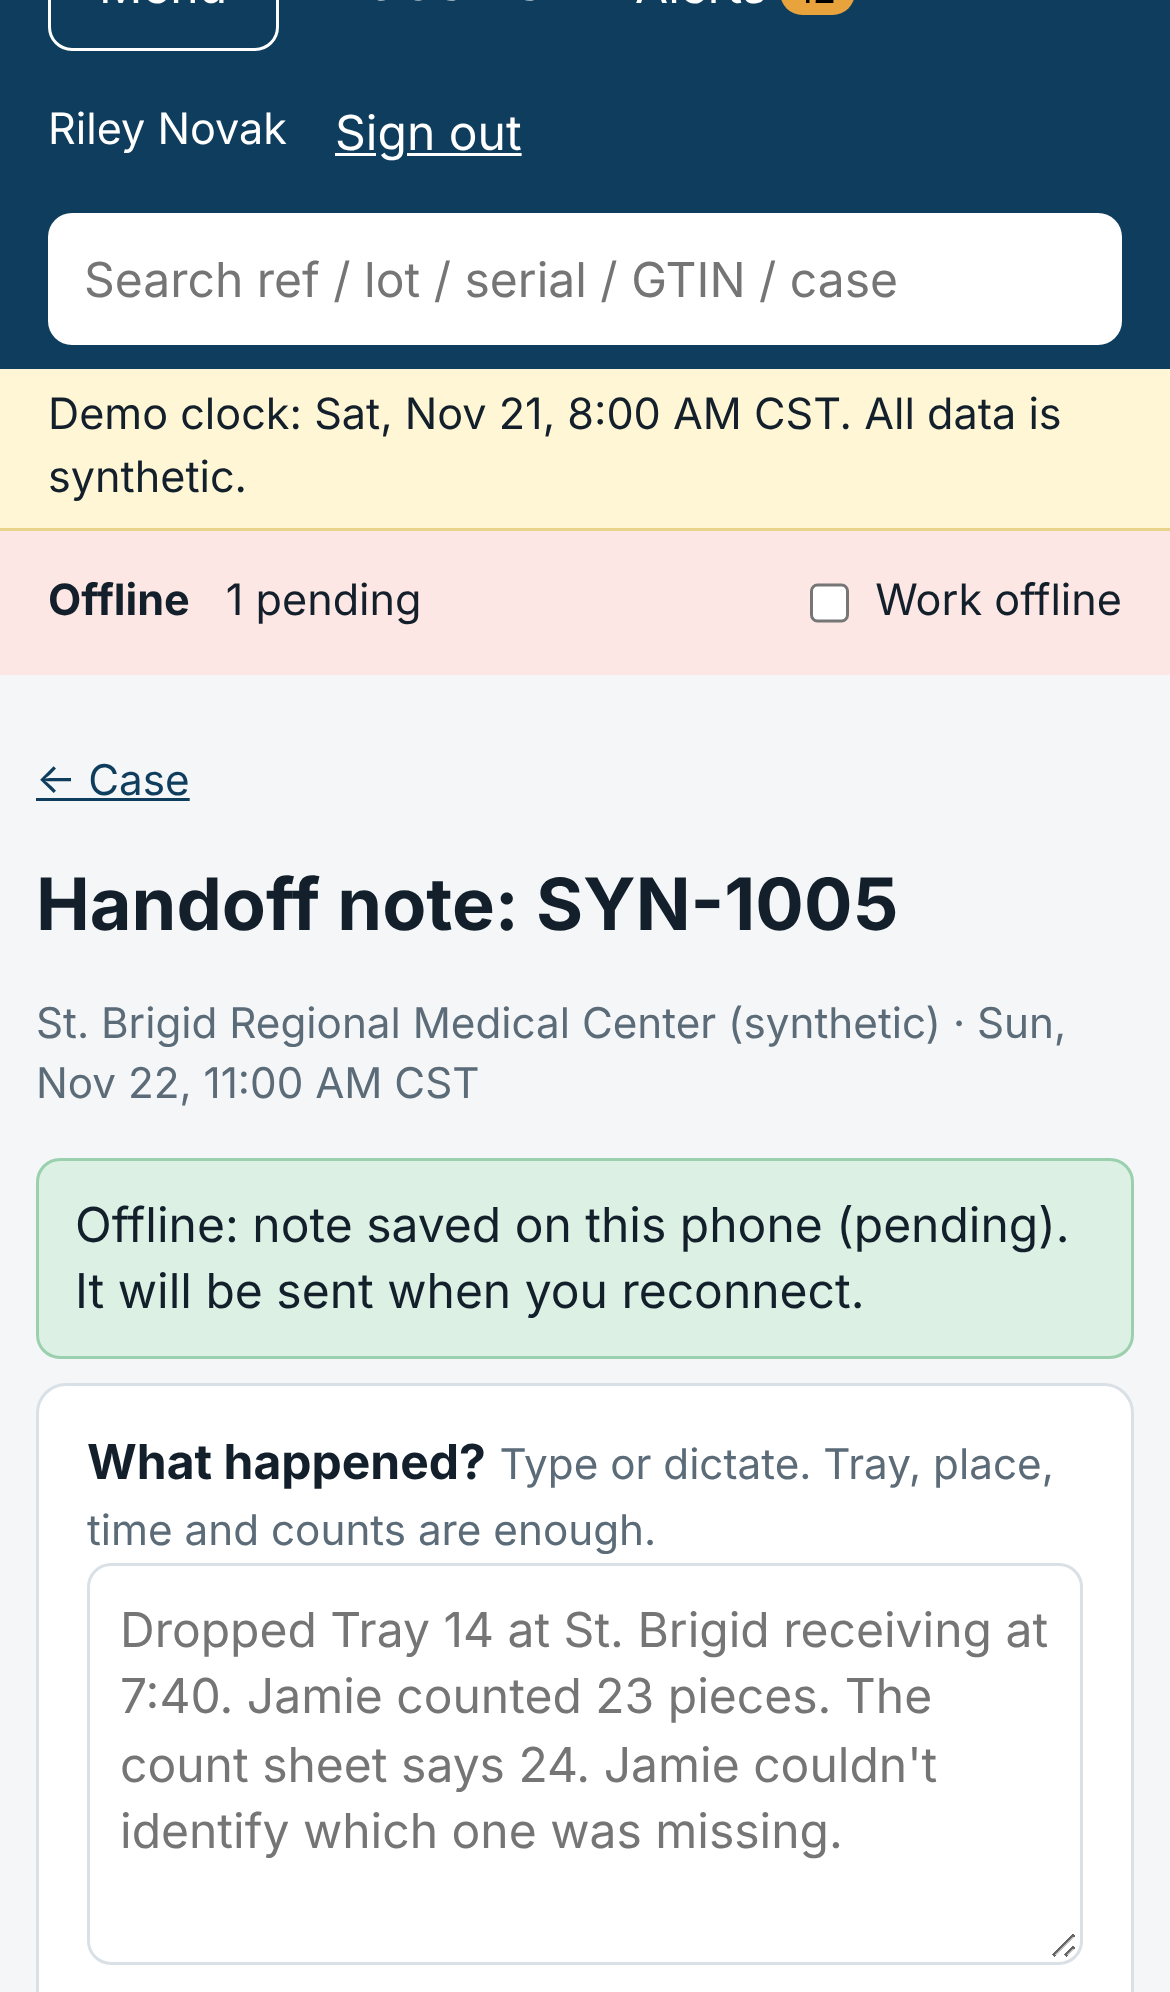 Menu
Alerts 12
Riley Novak Sign out
Search ref / lot / serial / GTIN / case
Demo clock: Sat, Nov 21, 8:00 AM CST. All data is
synthetic.
Offline 1 pending Work offline
← Case
Handoff note: SYN-1005
St. Brigid Regional Medical Center (synthetic) · Sun,
Nov 22, 11:00 AM CST
Offline: note saved on this phone (pending).
It will be sent when you reconnect.
What happened? Type or dictate. Tray, place,
time and counts are enough.
Dropped Tray 14 at St. Brigid receiving at
7:40. Jamie counted 23 pieces. The
count sheet says 24. Jamie couldn't
identify which one was missing.